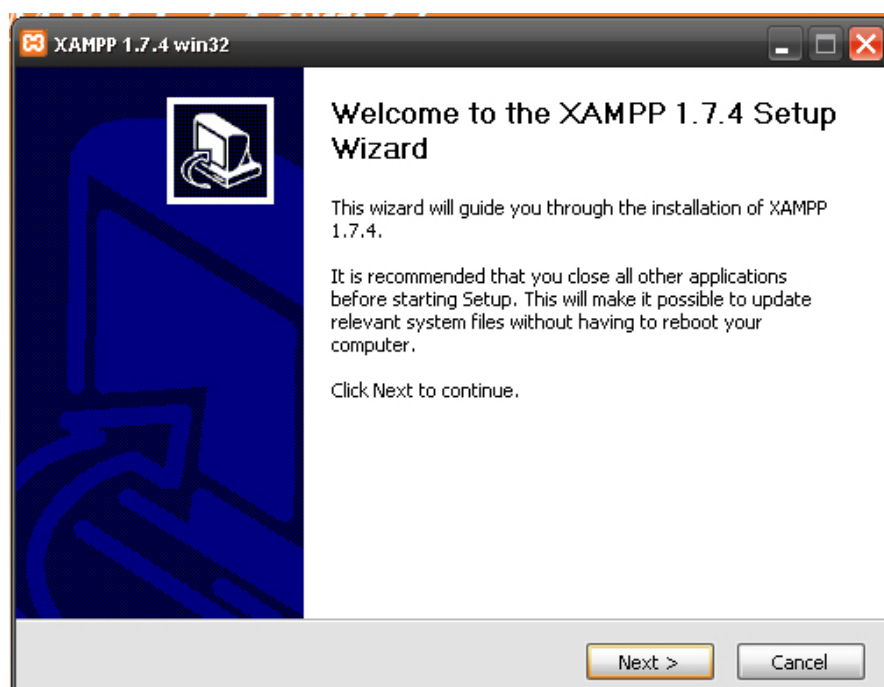 XAMPP 1.7.4 win32
Welcome to the XAMPP 1.7.4 Setup
Wizard
This wizard will guide you through the installation of XAMPP
1.7.4.
It is recommended that you close all other applications
before starting Setup. This will make it possible to update
relevant system files without having to reboot your
computer.
Click Next to continue.
Next >
Cancel